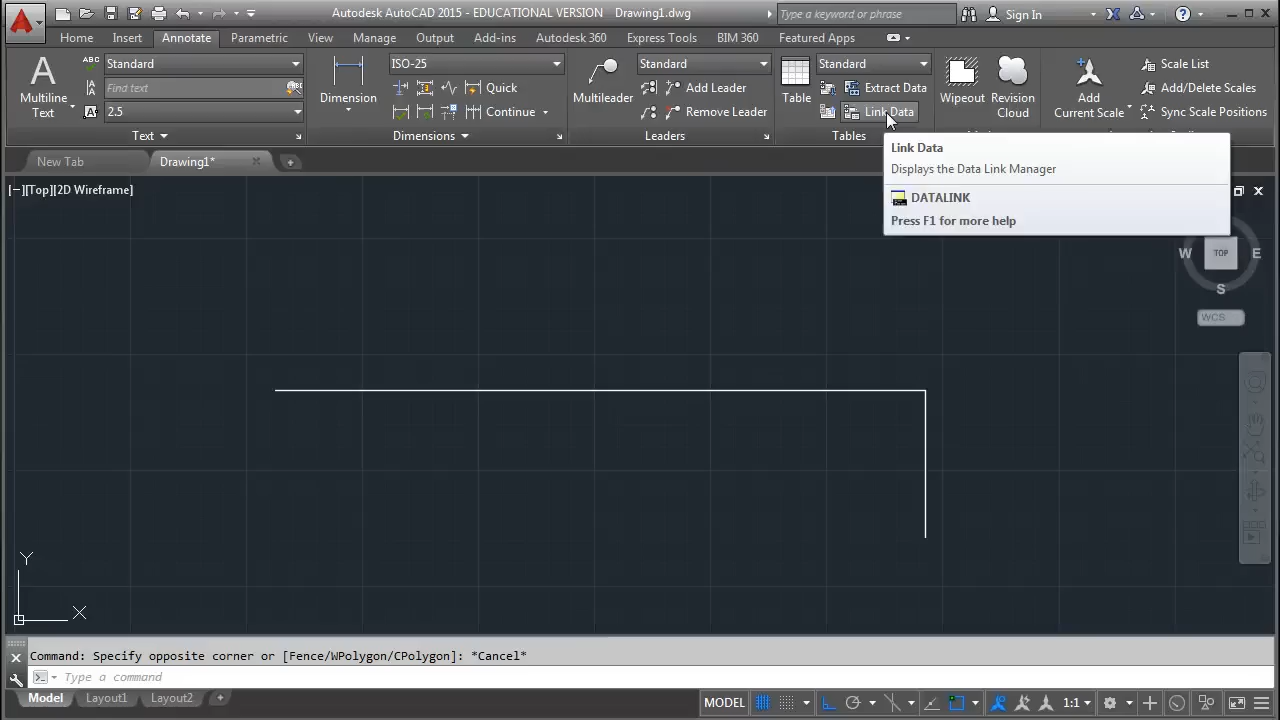 Autodesk AutoCAD 2015 - EDUCATIONAL VERSION Drawing1.dwg
Type a keyword or phrase
Sign In
Home Insert Annotate Parametric View Manage Output Add-ins Autodesk 360 Express Tools BIM 360 Featured Apps
A
Multiline
Text
ABC
Standard
Find text
2.5
Text
Dimension
ISO-25
Quick
Continue
Dimensions
Multileader
Standard
Add Leader
Remove Leader
Leaders
Table
Standard
Extract Data
Link Data
Tables
Wipeout
Revision
Cloud
Add
Current Scale
Scale List
Add/Delete Scales
Sync Scale Positions
New Tab
Drawing1*
Link Data
Displays the Data Link Manager
DATALINK
Press F1 for more help
[−][Top][2D Wireframe]
W TOP E
S
WCS
Y
X
Command: Specify opposite corner or [Fence/WPolygon/CPolygon]: *Cancel*
Type a command
Model Layout1 Layout2 +
MODEL
1:1